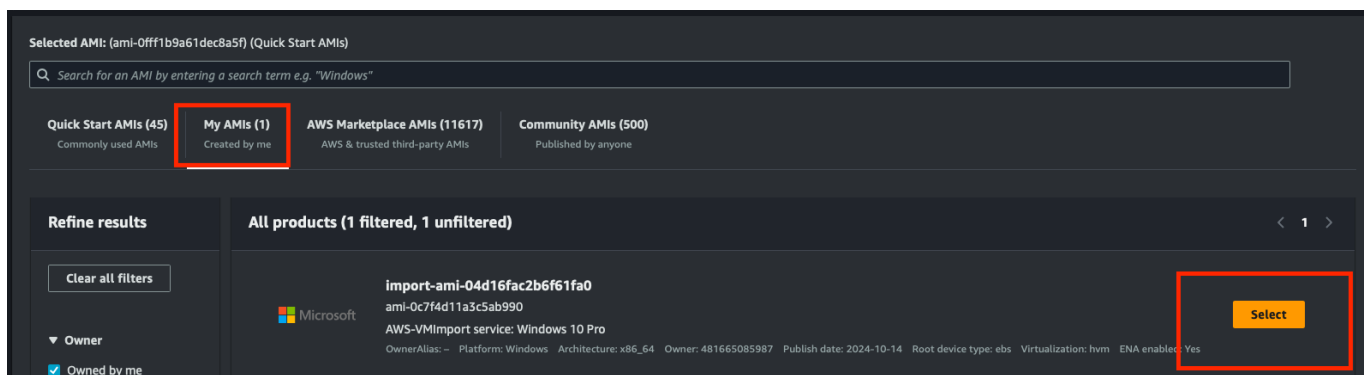 Selected AMI: (ami-0fff1b9a61dec8a5f) (Quick Start AMIs)
Search for an AMI by entering a search term e.g. "Windows"
Quick Start AMIs (45)
Commonly used AMIs
My AMIs (1)
Created by me
AWS Marketplace AMIs (11617)
AWS & trusted third-party AMIs
Community AMIs (500)
Published by anyone
Refine results
Clear all filters
Owner
Owned by me
All products (1 filtered, 1 unfiltered)
1
Microsoft
import-ami-04d16fac2b6f61fa0
ami-0c7f4d11a3c5ab990
AWS-VMImport service: Windows 10 Pro
OwnerAlias: – Platform: Windows Architecture: x86_64 Owner: 481665085987 Publish date: 2024-10-14 Root device type: ebs Virtualization: hvm ENA enabled: Yes
Select